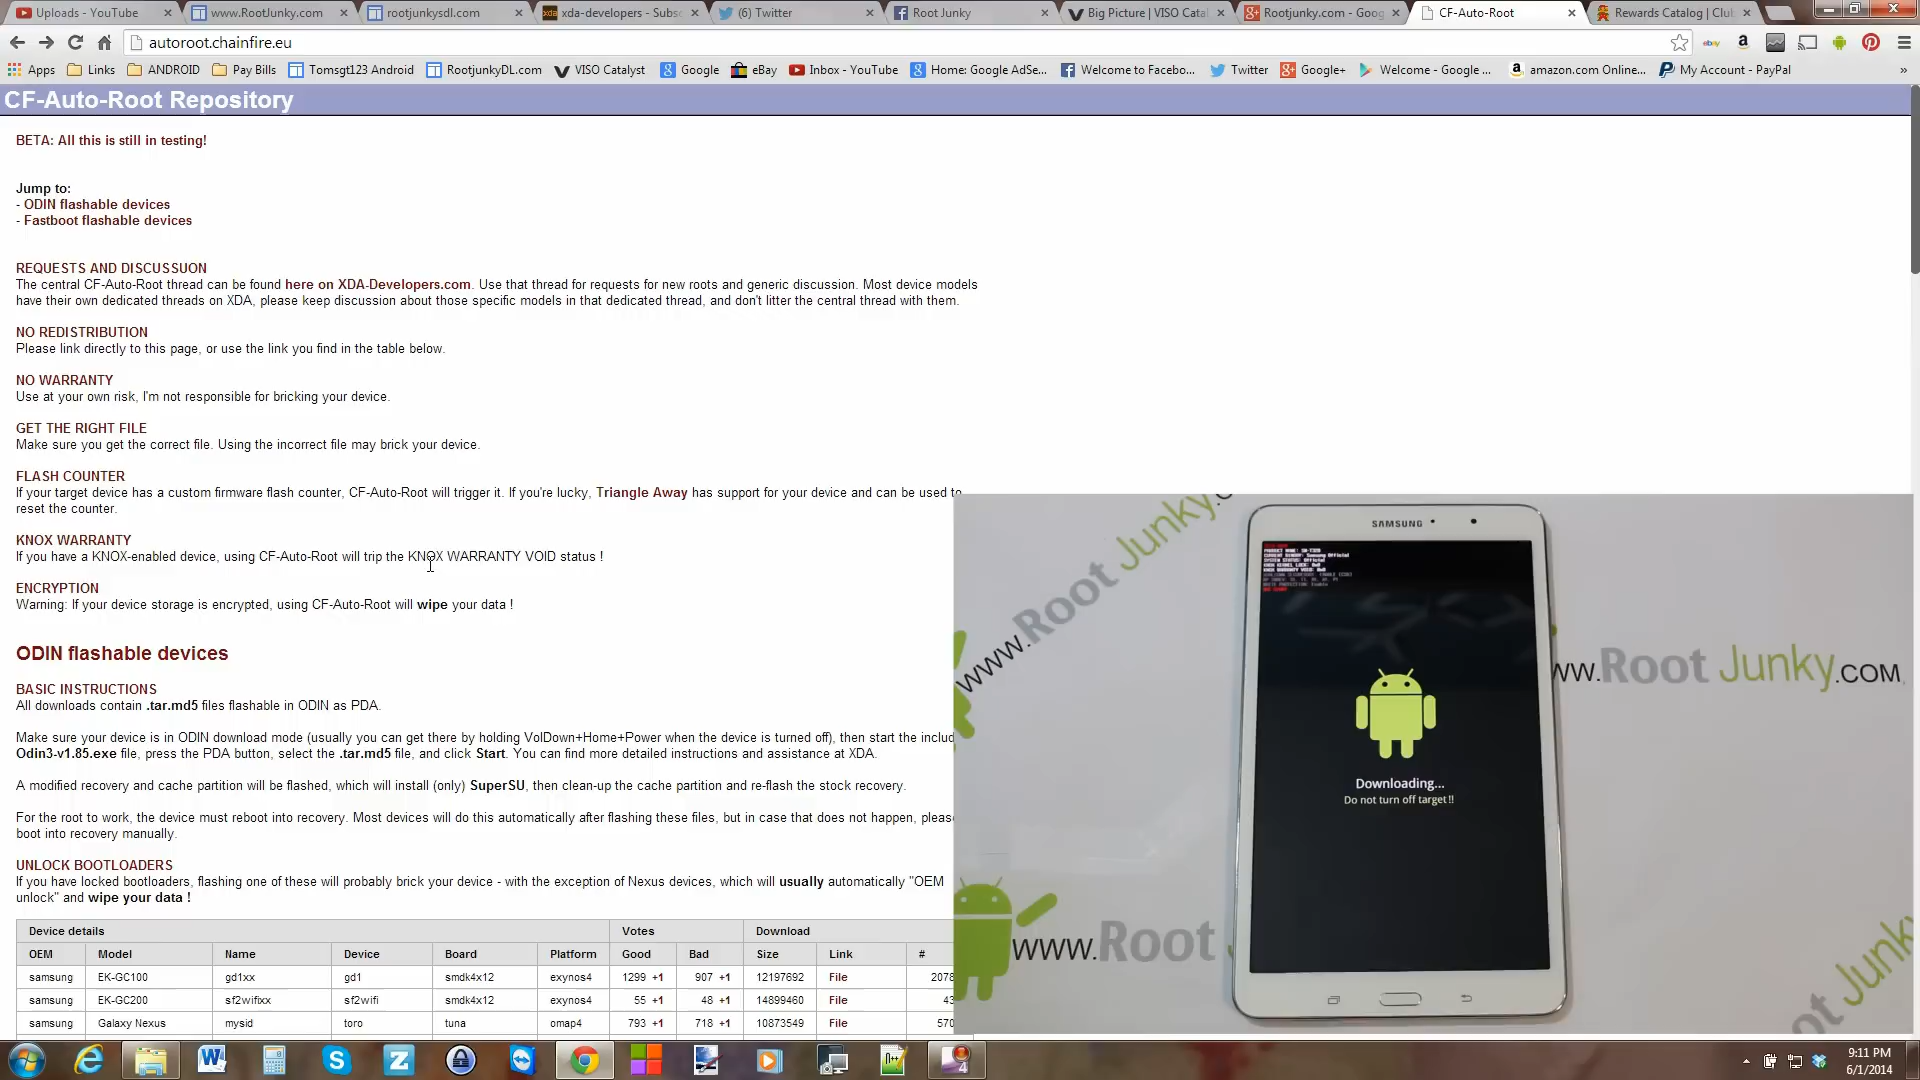 Uploads - YouTube
www.RootJunky.com
rootjunkysdl.com
xda-developers - Subsc
(6) Twitter
Root Junky
Big Picture | VISO Catal
Rootjunky.com - Goog
CF-Auto-Root
Rewards Catalog | Clu
autoroot.chainfire.eu
Apps Links ANDROID Pay Bills Tomsgt123 Android RootjunkyDL.com VISO Catalyst Google eBay Inbox - YouTube Home: Google AdSe... Welcome to Facebo... Twitter Google+ Welcome - Google ... amazon.com Online... My Account - PayPal
CF-Auto-Root Repository
BETA: All this is still in testing!
Jump to:
- ODIN flashable devices
- Fastboot flashable devices
REQUESTS AND DISCUSSUON
The central CF-Auto-Root thread can be found here on XDA-Developers.com. Use that thread for requests for new roots and generic discussion. Most device models
have their own dedicated threads on XDA, please keep discussion about those specific models in that dedicated thread, and don't litter the central thread with them.
NO REDISTRIBUTION
Please link directly to this page, or use the link you find in the table below.
NO WARRANTY
Use at your own risk, I'm not responsible for bricking your device.
GET THE RIGHT FILE
Make sure you get the correct file. Using the incorrect file may brick your device.
FLASH COUNTER
If your target device has a custom firmware flash counter, CF-Auto-Root will trigger it. If you're lucky, Triangle Away has support for your device and can be used to
reset the counter.
KNOX WARRANTY
If you have a KNOX-enabled device, using CF-Auto-Root will trip the KNOX WARRANTY VOID status !
ENCRYPTION
Warning: If your device storage is encrypted, using CF-Auto-Root will wipe your data !
ODIN flashable devices
BASIC INSTRUCTIONS
All downloads contain .tar.md5 files flashable in ODIN as PDA.
Make sure your device is in ODIN download mode (usually you can get there by holding VolDown+Home+Power when the device is turned off), then start the includ
Odin3-v1.85.exe file, press the PDA button, select the .tar.md5 file, and click Start. You can find more detailed instructions and assistance at XDA.
A modified recovery and cache partition will be flashed, which will install (only) SuperSU, then clean-up the cache partition and re-flash the stock recovery.
For the root to work, the device must reboot into recovery. Most devices will do this automatically after flashing these files, but in case that does not happen, pleas
boot into recovery manually.
UNLOCK BOOTLOADERS
If you have locked bootloaders, flashing one of these will probably brick your device - with the exception of Nexus devices, which will usually automatically "OEM
unlock" and wipe your data !
Device details Votes Download
OEM Model Name Device Board Platform Good Bad Size Link #
samsung EK-GC100 gd1xx gd1 smdk4x12 exynos4 1299 +1 907 +1 12197692 File 2078
samsung EK-GC200 sf2wifixx sf2wifi smdk4x12 exynos4 55 +1 48 +1 14899460 File 43
samsung Galaxy Nexus mysid toro tuna omap4 793 +1 718 +1 10873549 File 570
SAMSUNG
Downloading...
Do not turn off target !!
www.Root Junky.co
WW.Root Junky.COM
www.Root Ju
ot Junky
4
9:11 PM
6/1/2014